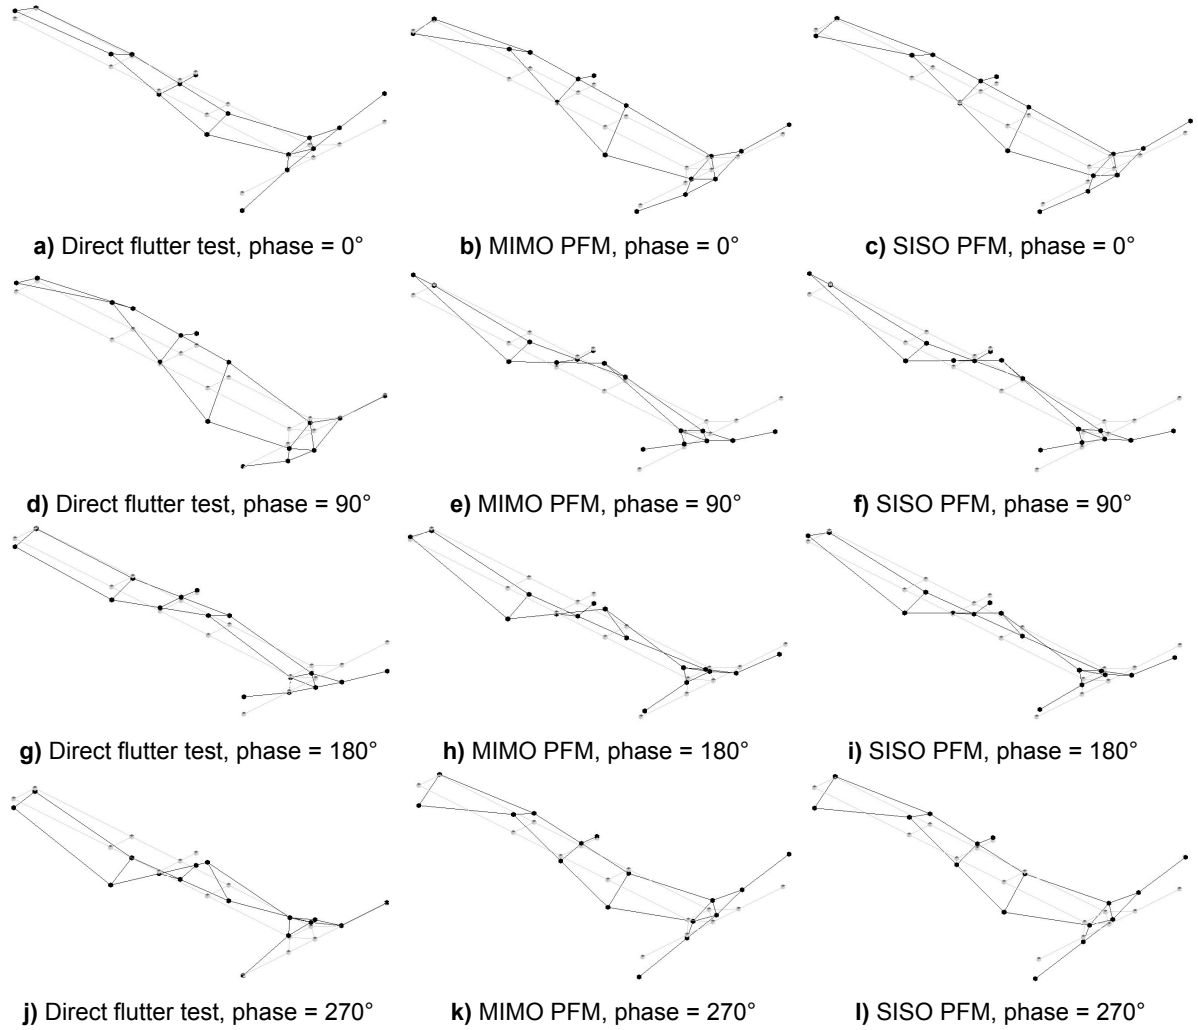 a) Direct flutter test, phase = 0°
b) MIMO PFM, phase = 0°
c) SISO PFM, phase = 0°
d) Direct flutter test, phase = 90°
e) MIMO PFM, phase = 90°
f) SISO PFM, phase = 90°
g) Direct flutter test, phase = 180°
h) MIMO PFM, phase = 180°
i) SISO PFM, phase = 180°
j) Direct flutter test, phase = 270°
k) MIMO PFM, phase = 270°
l) SISO PFM, phase = 270°